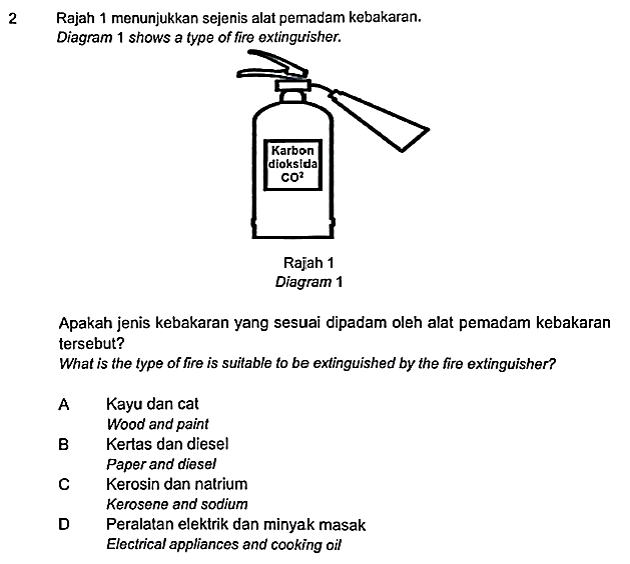 2 Rajah 1 menunjukkan sejenis alat pemadam kebakaran.
Diagram 1 shows a type of fire extinguisher.
Karbon
dioksida
CO²
Rajah 1
Diagram 1
Apakah jenis kebakaran yang sesuai dipadam oleh alat pemadam kebakaran
tersebut?
What is the type of fire is suitable to be extinguished by the fire extinguisher?
A Kayu dan cat
Wood and paint
B Kertas dan diesel
Paper and diesel
C Kerosin dan natrium
Kerosene and sodium
D Peralatan elektrik dan minyak masak
Electrical appliances and cooking oil